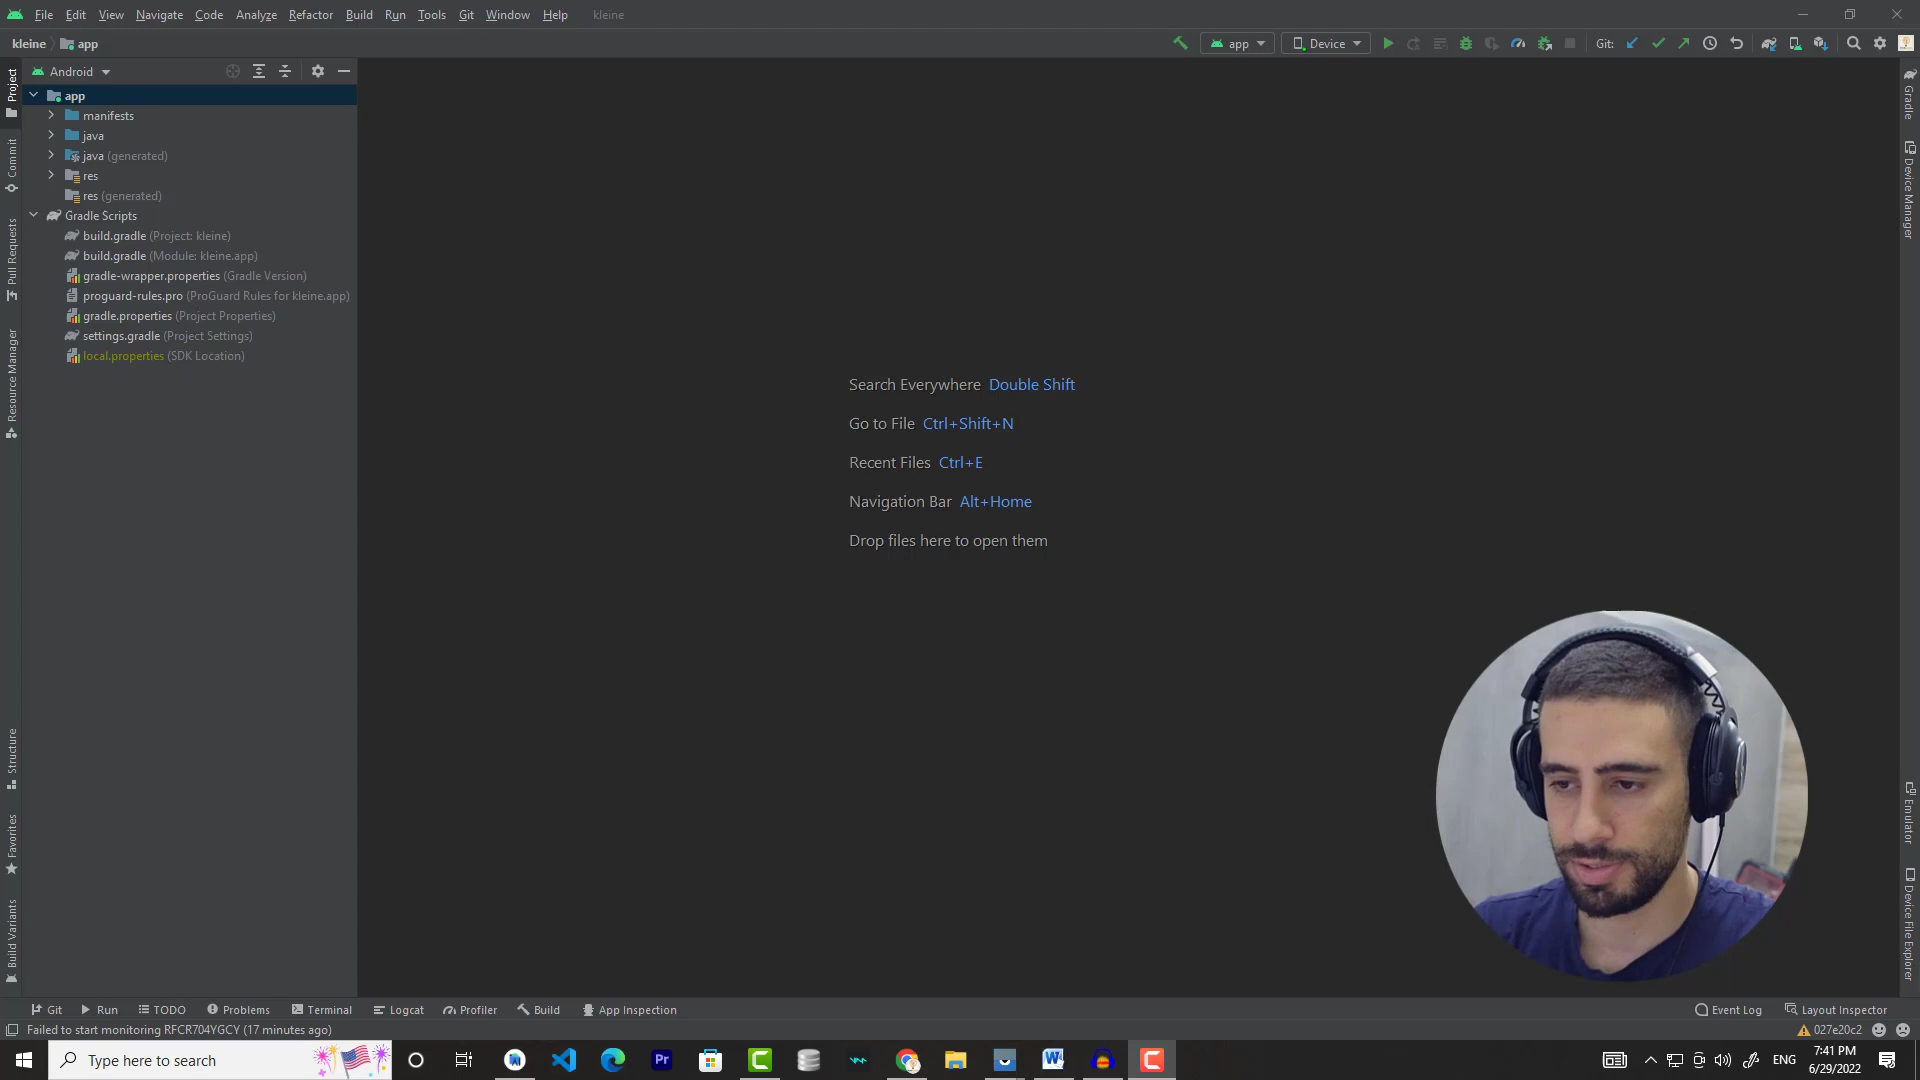 File Edit View Navigate Code Analyze Refactor Build Run Tools Git Window Help kleine
kleine app app Device Git:
Android
app
manifests
java
java (generated)
res
res (generated)
Gradle Scripts
build.gradle (Project: kleine)
build.gradle (Module: kleine.app)
gradle-wrapper.properties (Gradle Version)
proguard-rules.pro (ProGuard Rules for kleine.app)
gradle.properties (Project Properties)
settings.gradle (Project Settings)
local.properties (SDK Location)
Project
Commit
Pull Requests
Resource Manager
Structure
Favorites
Build Variants
Search Everywhere Double Shift
Go to File Ctrl+Shift+N
Recent Files Ctrl+E
Navigation Bar Alt+Home
Drop files here to open them
Gradle
Device Manager
Emulator
Device File Explorer
Git Run TODO Problems Terminal Logcat Profiler Build App Inspection Event Log Layout Inspector
Failed to start monitoring RFCR704YGCY (17 minutes ago) 027e20c2
Type here to search
Pr
ENG
7:41 PM
6/29/2022